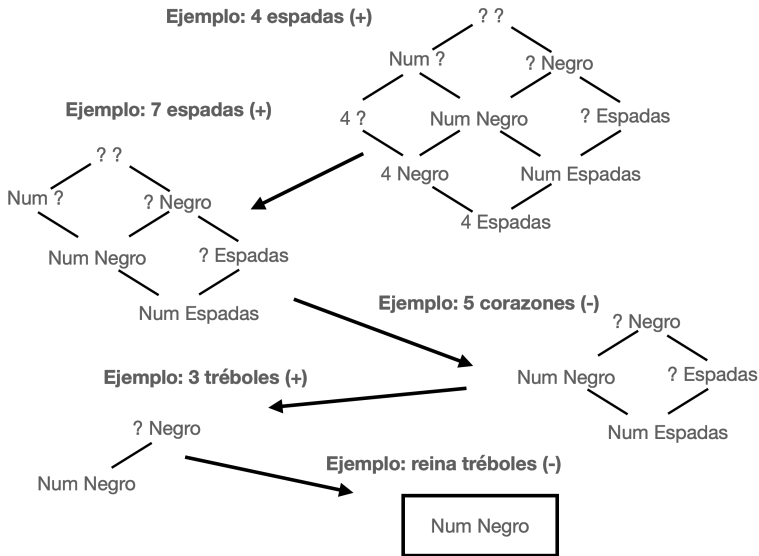 Ejemplo: 4 espadas (+)
? ?
Num ?
? Negro
4 ?
Num Negro
? Espadas
4 Negro
Num Espadas
4 Espadas
Ejemplo: 7 espadas (+)
? ?
Num ?
? Negro
Num Negro
? Espadas
Num Espadas
Ejemplo: 5 corazones (-)
? Negro
Num Negro
? Espadas
Num Espadas
Ejemplo: 3 tréboles (+)
? Negro
Num Negro
Ejemplo: reina tréboles (-)
Num Negro